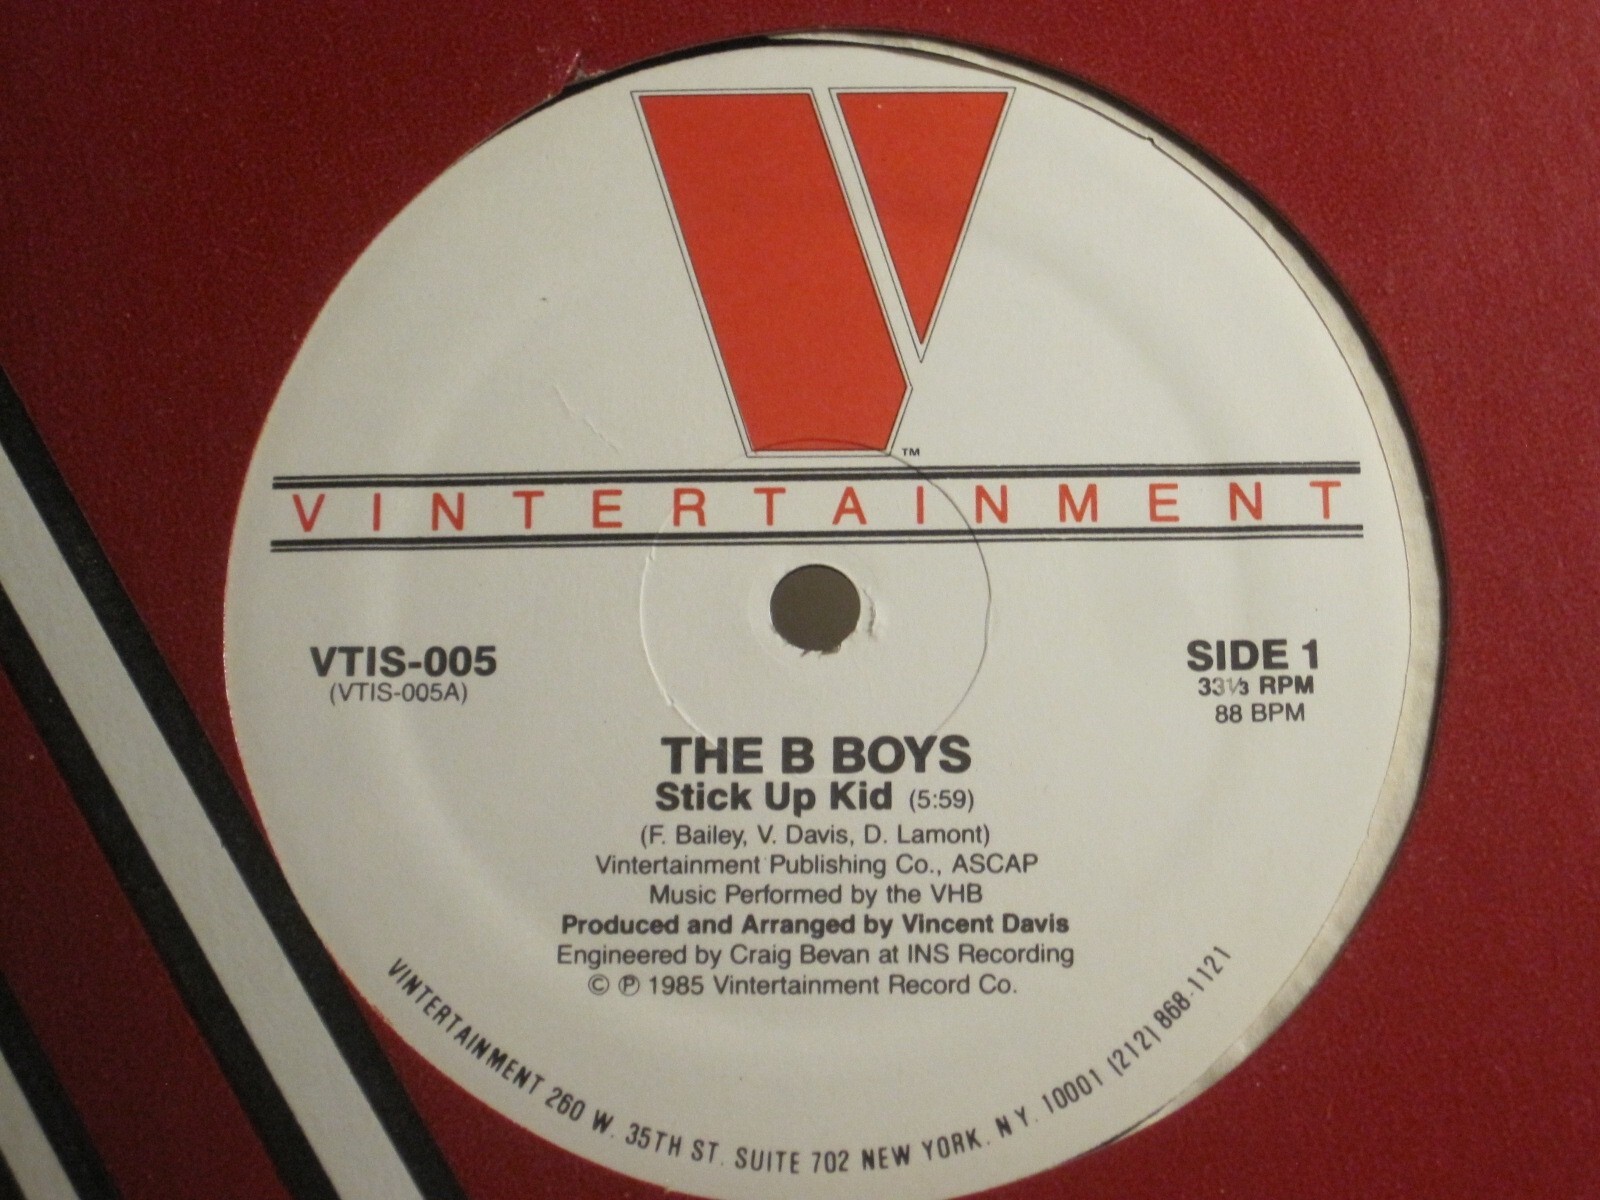 V ™
VINTERTAINMENT
VTIS-005
(VTIS-005A)
SIDE 1
33⅓ RPM
88 BPM
THE B BOYS
Stick Up Kid (5:59)
(F. Bailey, V. Davis, D. Lamont)
Vintertainment Publishing Co., ASCAP
Music Performed by the VHB
Produced and Arranged by Vincent Davis
Engineered by Craig Bevan at INS Recording
© ℗ 1985 Vintertainment Record Co.
VINTERTAINMENT 260 W. 35TH ST. SUITE 702 NEW YORK. N.Y. 10001 (212) 868-1121